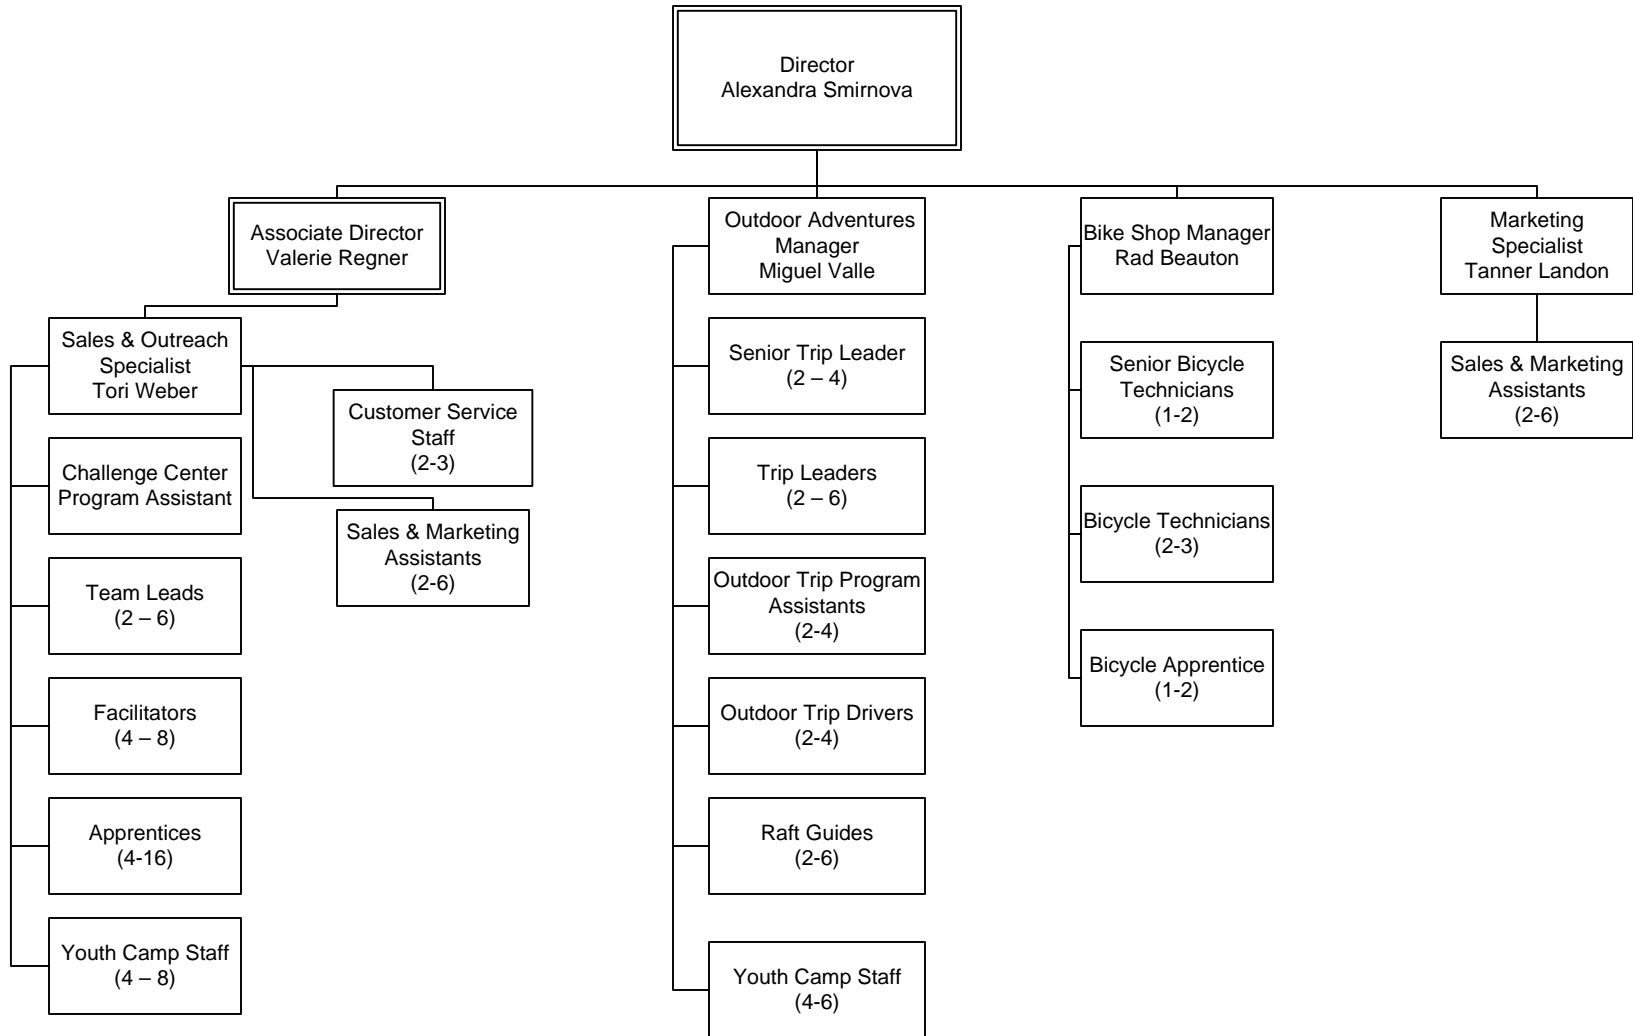 Director
Alexandra Smirnova
Associate Director
Valerie Regner
Outdoor Adventures
Manager
Miguel Valle
Bike Shop Manager
Rad Beauton
Marketing
Specialist
Tanner Landon
Sales & Outreach
Specialist
Tori Weber
Customer Service
Staff
(2-3)
Sales & Marketing
Assistants
(2-6)
Challenge Center
Program Assistant
Team Leads
(2 – 6)
Facilitators
(4 – 8)
Apprentices
(4-16)
Youth Camp Staff
(4 – 8)
Senior Trip Leader
(2 – 4)
Trip Leaders
(2 – 6)
Outdoor Trip Program
Assistants
(2-4)
Outdoor Trip Drivers
(2-4)
Raft Guides
(2-6)
Youth Camp Staff
(4-6)
Senior Bicycle
Technicians
(1-2)
Bicycle Technicians
(2-3)
Bicycle Apprentice
(1-2)
Sales & Marketing
Assistants
(2-6)